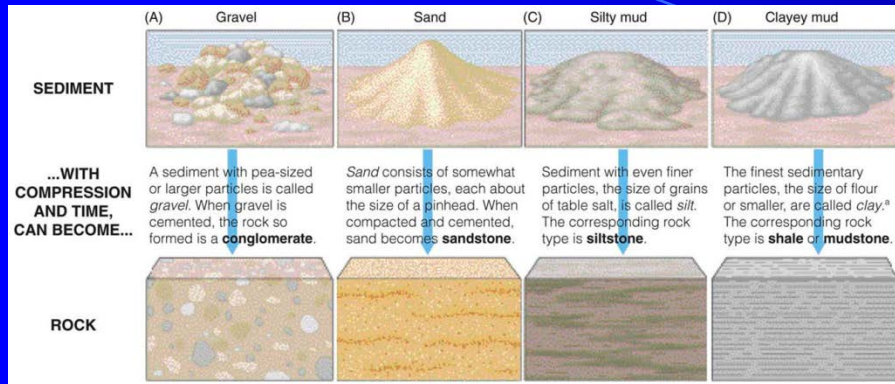 (A) Gravel
(B) Sand
(C) Silty mud
(D) Clayey mud
SEDIMENT
...WITH
COMPRESSION
AND TIME,
CAN BECOME...
A sediment with pea-sized
or larger particles is called
gravel. When gravel is
cemented, the rock so
formed is a conglomerate.
Sand consists of somewhat
smaller particles, each about
the size of a pinhead. When
compacted and cemented,
sand becomes sandstone.
Sediment with even finer
particles, the size of grains
of table salt, is called silt.
The corresponding rock
type is siltstone.
The finest sedimentary
particles, the size of flour
or smaller, are called clay.ª
The corresponding rock
type is shale or mudstone.
ROCK